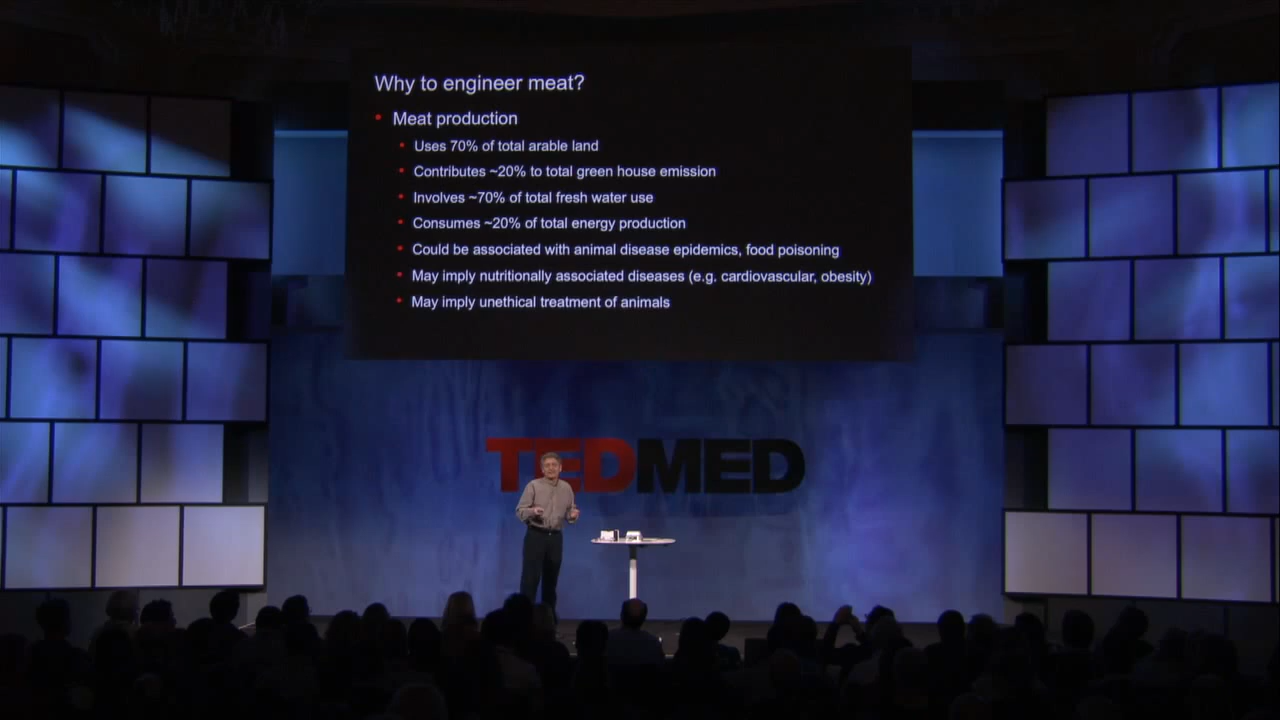 Why to engineer meat?
• Meat production
• Uses 70% of total arable land
• Contributes ~20% to total green house emission
• Involves ~70% of total fresh water use
• Consumes ~20% of total energy production
• Could be associated with animal disease epidemics, food poisoning
• May imply nutritionally associated diseases (e.g. cardiovascular, obesity)
• May imply unethical treatment of animals
TEDMED